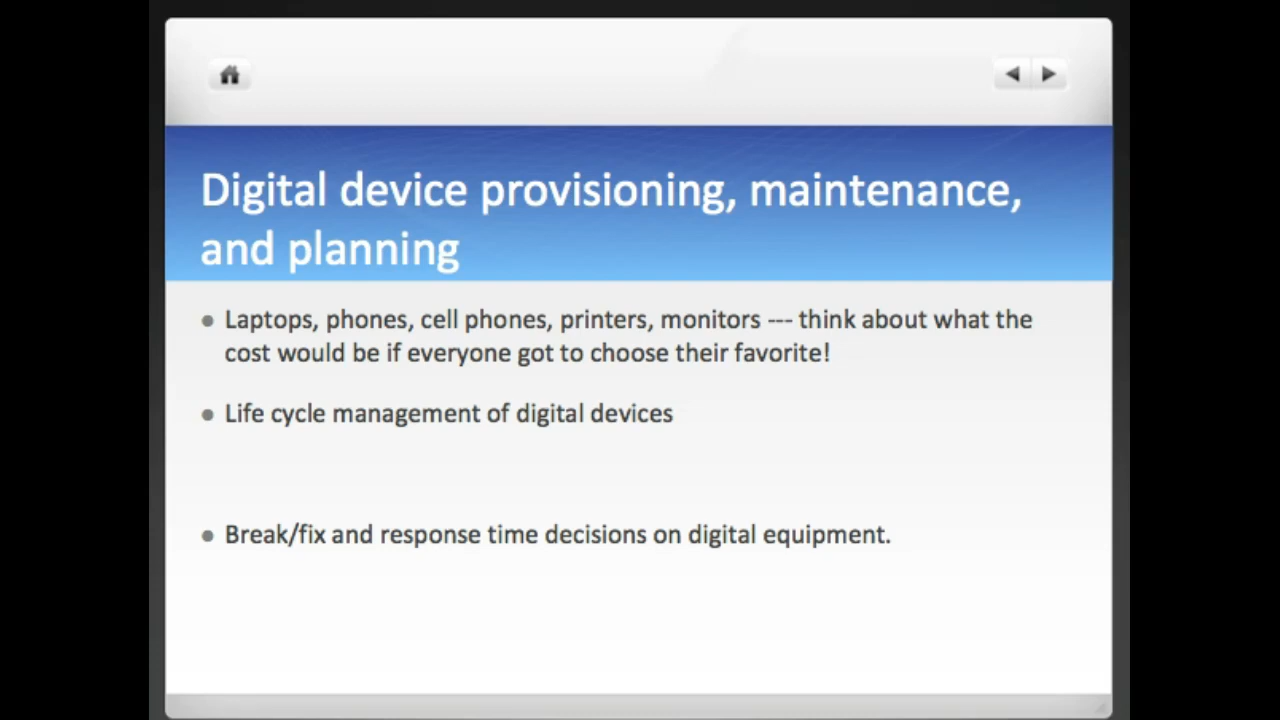 Digital device provisioning, maintenance,
and planning
● Laptops, phones, cell phones, printers, monitors --- think about what the
cost would be if everyone got to choose their favorite!
● Life cycle management of digital devices
● Break/fix and response time decisions on digital equipment.